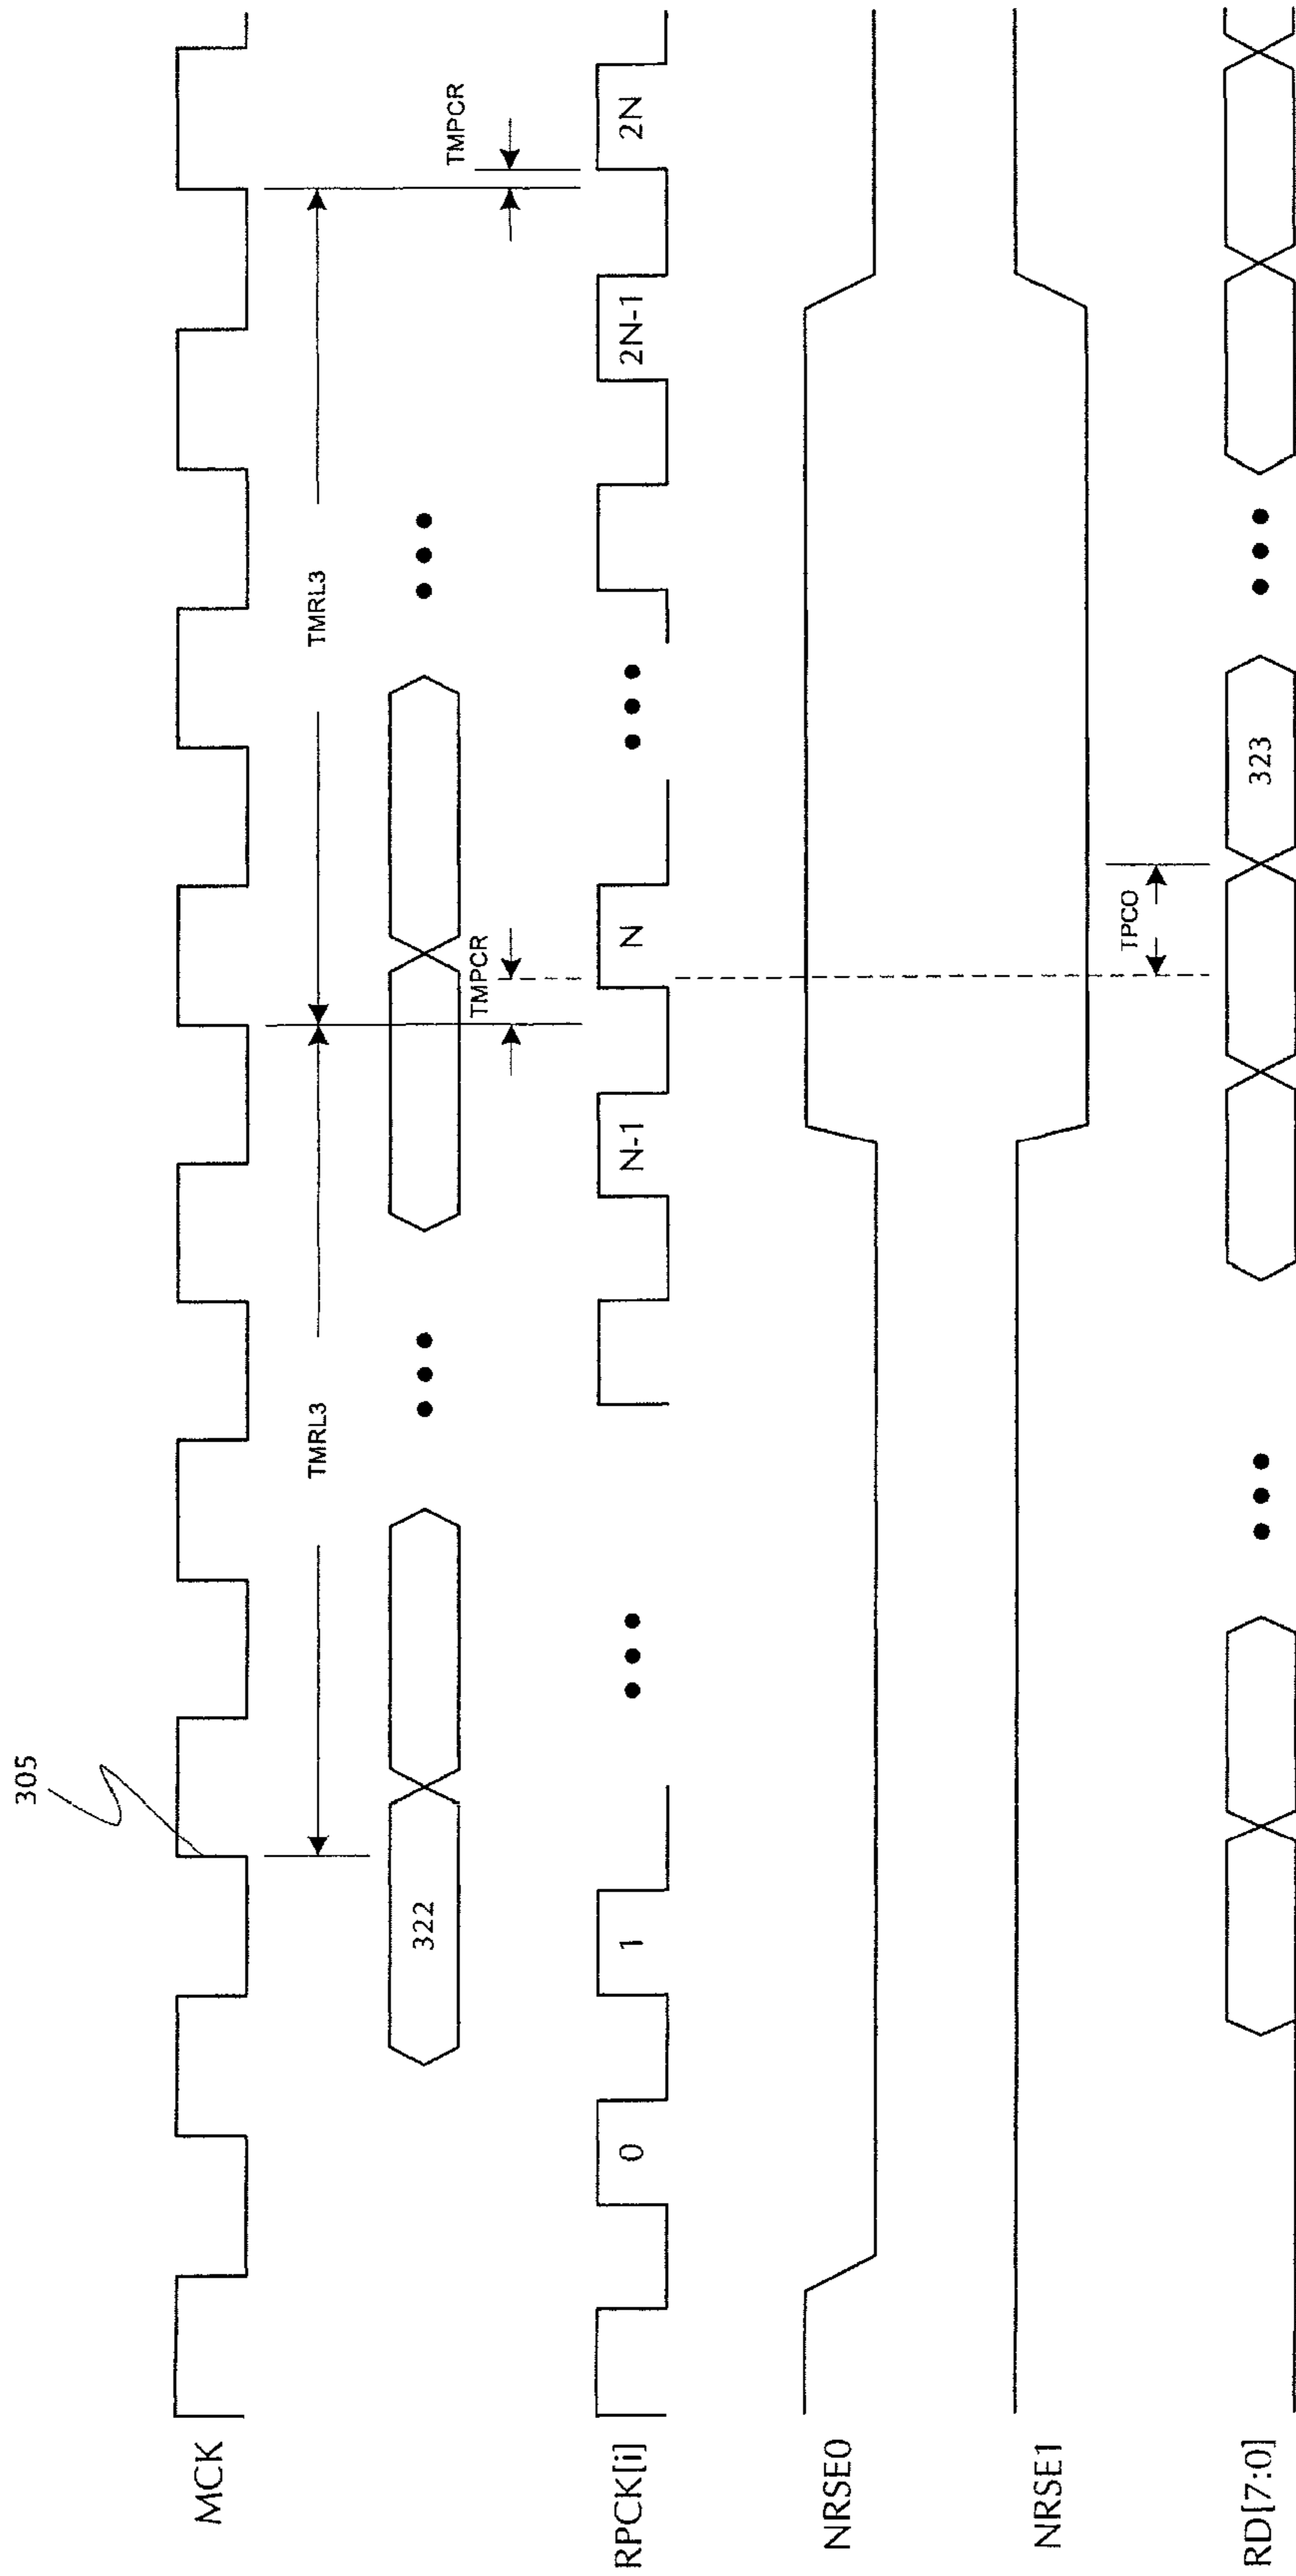 305
MCK
TMRL3
TMRL3
322
TMPCR
TMPCR
RPCK[i]
0
1
N-1
N
2N-1
2N
NRSE0
NRSE1
TPCO
RD[7:0]
323